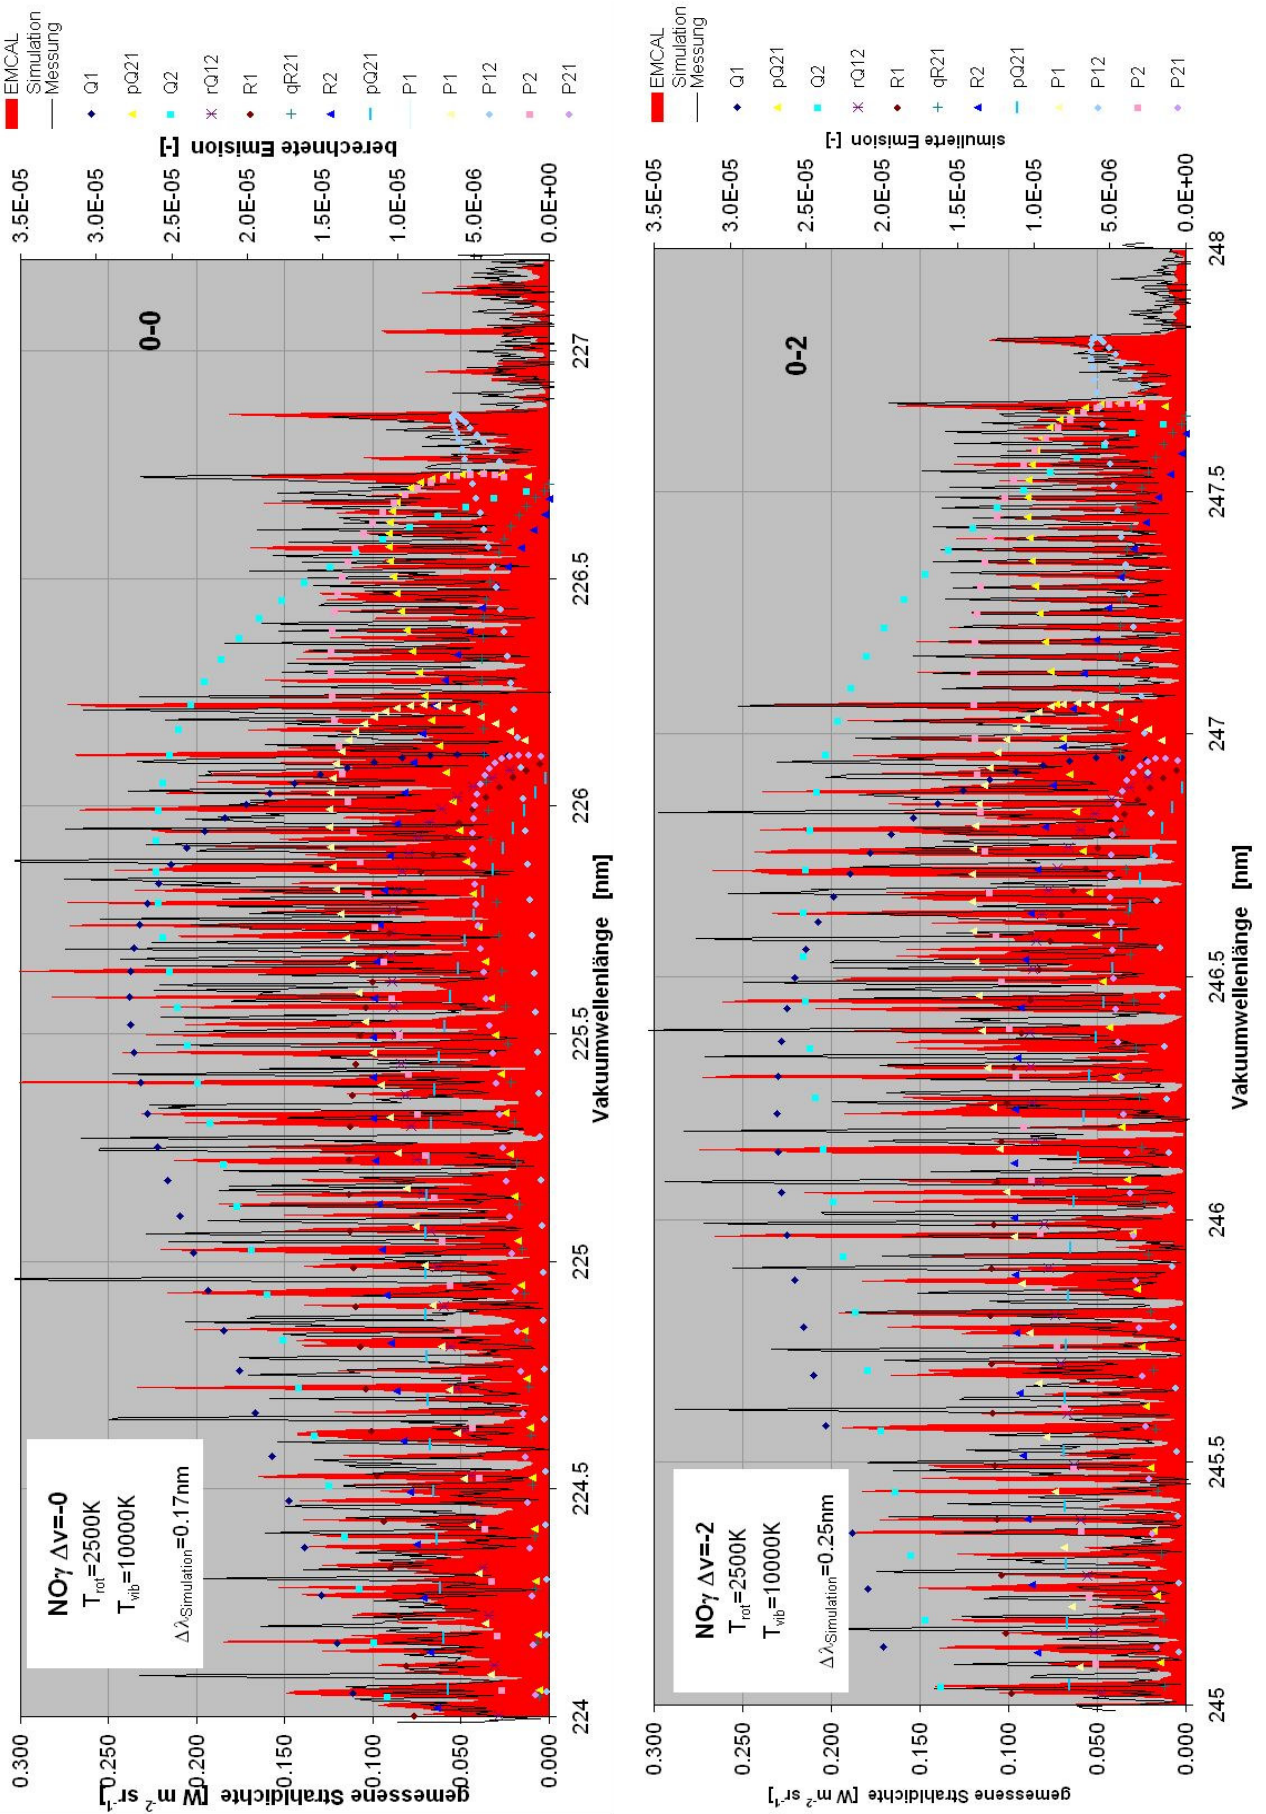 EMCAL
Simulation
Messung
Q1
pQ21
Q2
rQ12
R1
qR21
R2
pQ21
P1
P1
P12
P2
P21
berechnete Emision [-]
3.5E-05
3.0E-05
2.5E-05
2.0E-05
1.5E-05
1.0E-05
5.0E-06
0.0E+00
0-0
NOγ Δv=-0
Trot=2500K
Tvib=10000K
ΔλSimulation=0.17nm
224
224.5
225
225.5
226
226.5
227
Vakuumwellenlänge [nm]
0.300
0.250
0.200
0.150
0.100
0.050
0.000
gemessene Strahldichte [W m-2 sr-1]
EMCAL
Simulation
Messung
Q1
pQ21
Q2
rQ12
R1
qR21
R2
pQ21
P1
P12
P2
P21
simulierte Emision [-]
3.5E-05
3.0E-05
2.5E-05
2.0E-05
1.5E-05
1.0E-05
5.0E-06
0.0E+00
0-2
NOγ Δv=-2
Trot=2500K
Tvib=10000K
ΔλSimulation=0.25nm
245
245.5
246
246.5
247
247.5
248
Vakuumwellenlänge [nm]
0.300
0.250
0.200
0.150
0.100
0.050
0.000
gemessene Strahldichte [W m-2 sr-1]